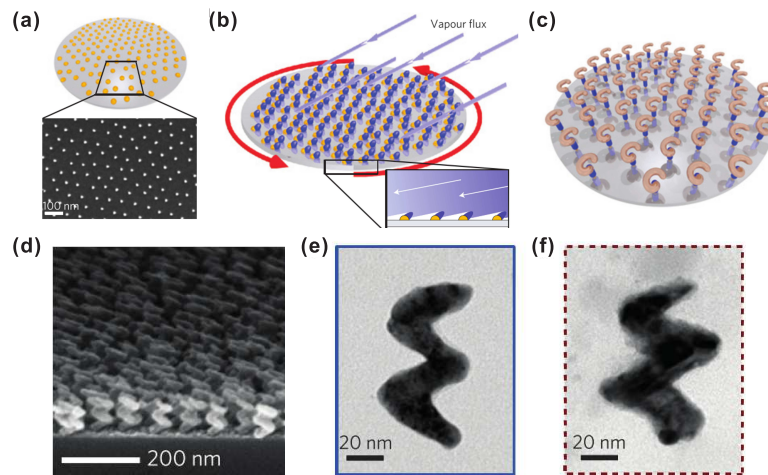 (a)
(b)
Vapour flux
(c)
100 nm
(d)
200 nm
(e)
20 nm
(f)
20 nm